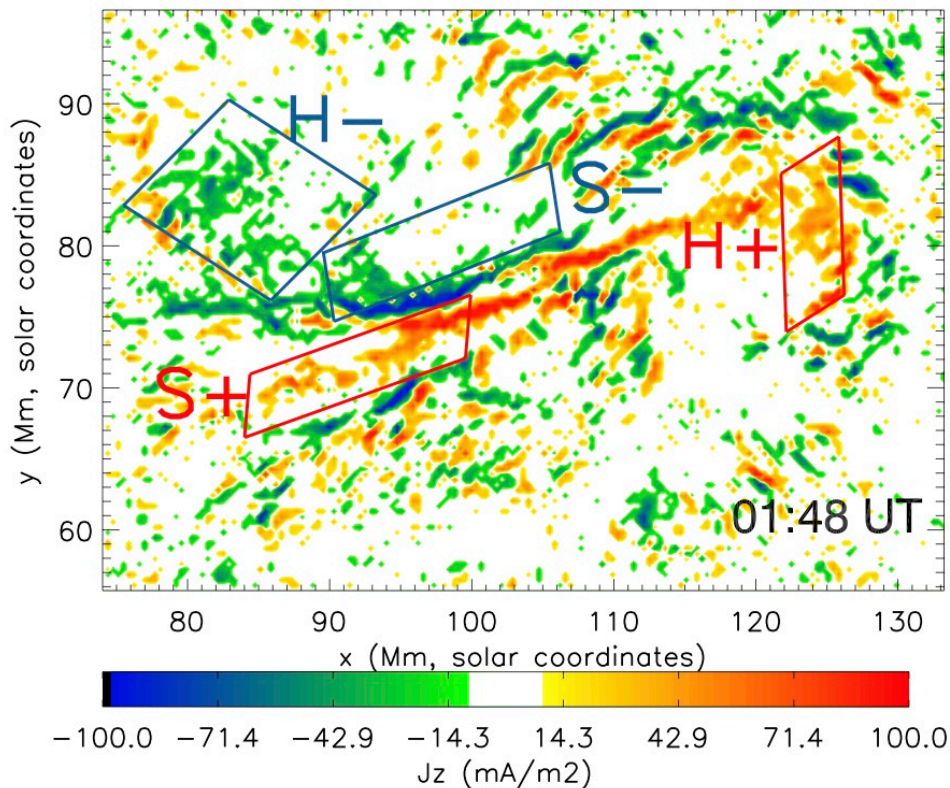 90
80
70
60
y (Mm, solar coordinates)
H−
S−
H+
S+
01:48 UT
80 90 100 110 120 130
x (Mm, solar coordinates)
−100.0 −71.4 −42.9 −14.3 14.3 42.9 71.4 100.0
Jz (mA/m2)